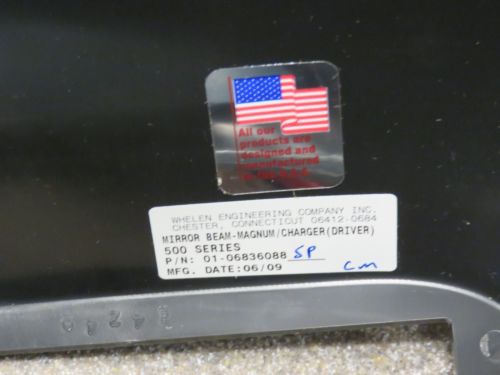 All our
products are
designed and
manufactured
in the U.S.A.
WHELEN ENGINEERING COMPANY INC.
CHESTER, CONNECTICUT 06412-0684
MIRROR BEAM-MAGNUM/CHARGER(DRIVER)
500 SERIES
P/N: 01-06836088 SP
MFG. DATE:06/09 CM